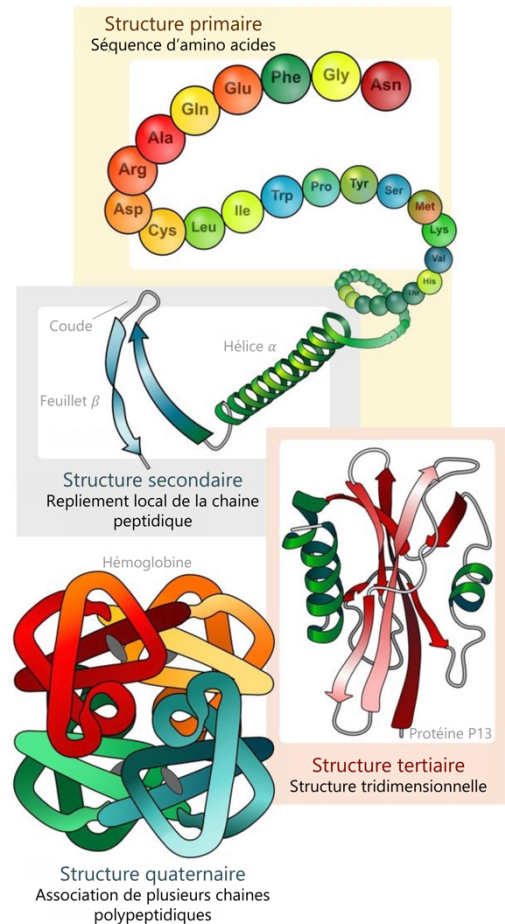 Structure primaire
Séquence d’amino acides
Asn
Gly
Phe
Glu
Gln
Ala
Arg
Asp
Cys
Leu
Ile
Trp
Pro
Tyr
Ser
Met
Lys
Val
His
Thr
Coude
Hélice α
Feuillet β
Structure secondaire
Repliement local de la chaine
peptidique
Hémoglobine
Protéine P13
Structure tertiaire
Structure tridimensionnelle
Structure quaternaire
Association de plusieurs chaines
polypeptidiques